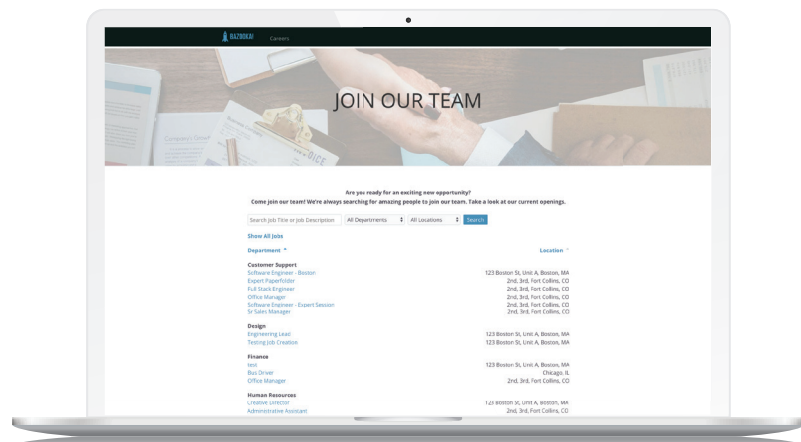 BAZOOKA!
Careers
JOIN OUR TEAM
Are you ready for an exciting new opportunity?
Come join our team! We're always searching for amazing people to join our team. Take a look at our current openings.
Search Job Title or Job Description All Departments All Locations Search
Show All Jobs
Department Location
Customer Support
Software Engineer - Boston 123 Boston St, Unit A, Boston, MA
Expert Paperfolder 2nd, 3rd, Fort Collins, CO
Full Stack Engineer 2nd, 3rd, Fort Collins, CO
Office Manager 2nd, 3rd, Fort Collins, CO
Software Engineer - Expert Session 2nd, 3rd, Fort Collins, CO
Sr Sales Manager 2nd, 3rd, Fort Collins, CO
Design
Engineering Lead 123 Boston St, Unit A, Boston, MA
Testing Job Creation 123 Boston St, Unit A, Boston, MA
Finance
test 123 Boston St, Unit A, Boston, MA
Bus Driver Chicago, IL
Office Manager 2nd, 3rd, Fort Collins, CO
Human Resources
Creative Director 123 Boston St, Unit A, Boston, MA
Administrative Assistant 2nd, 3rd, Fort Collins, CO